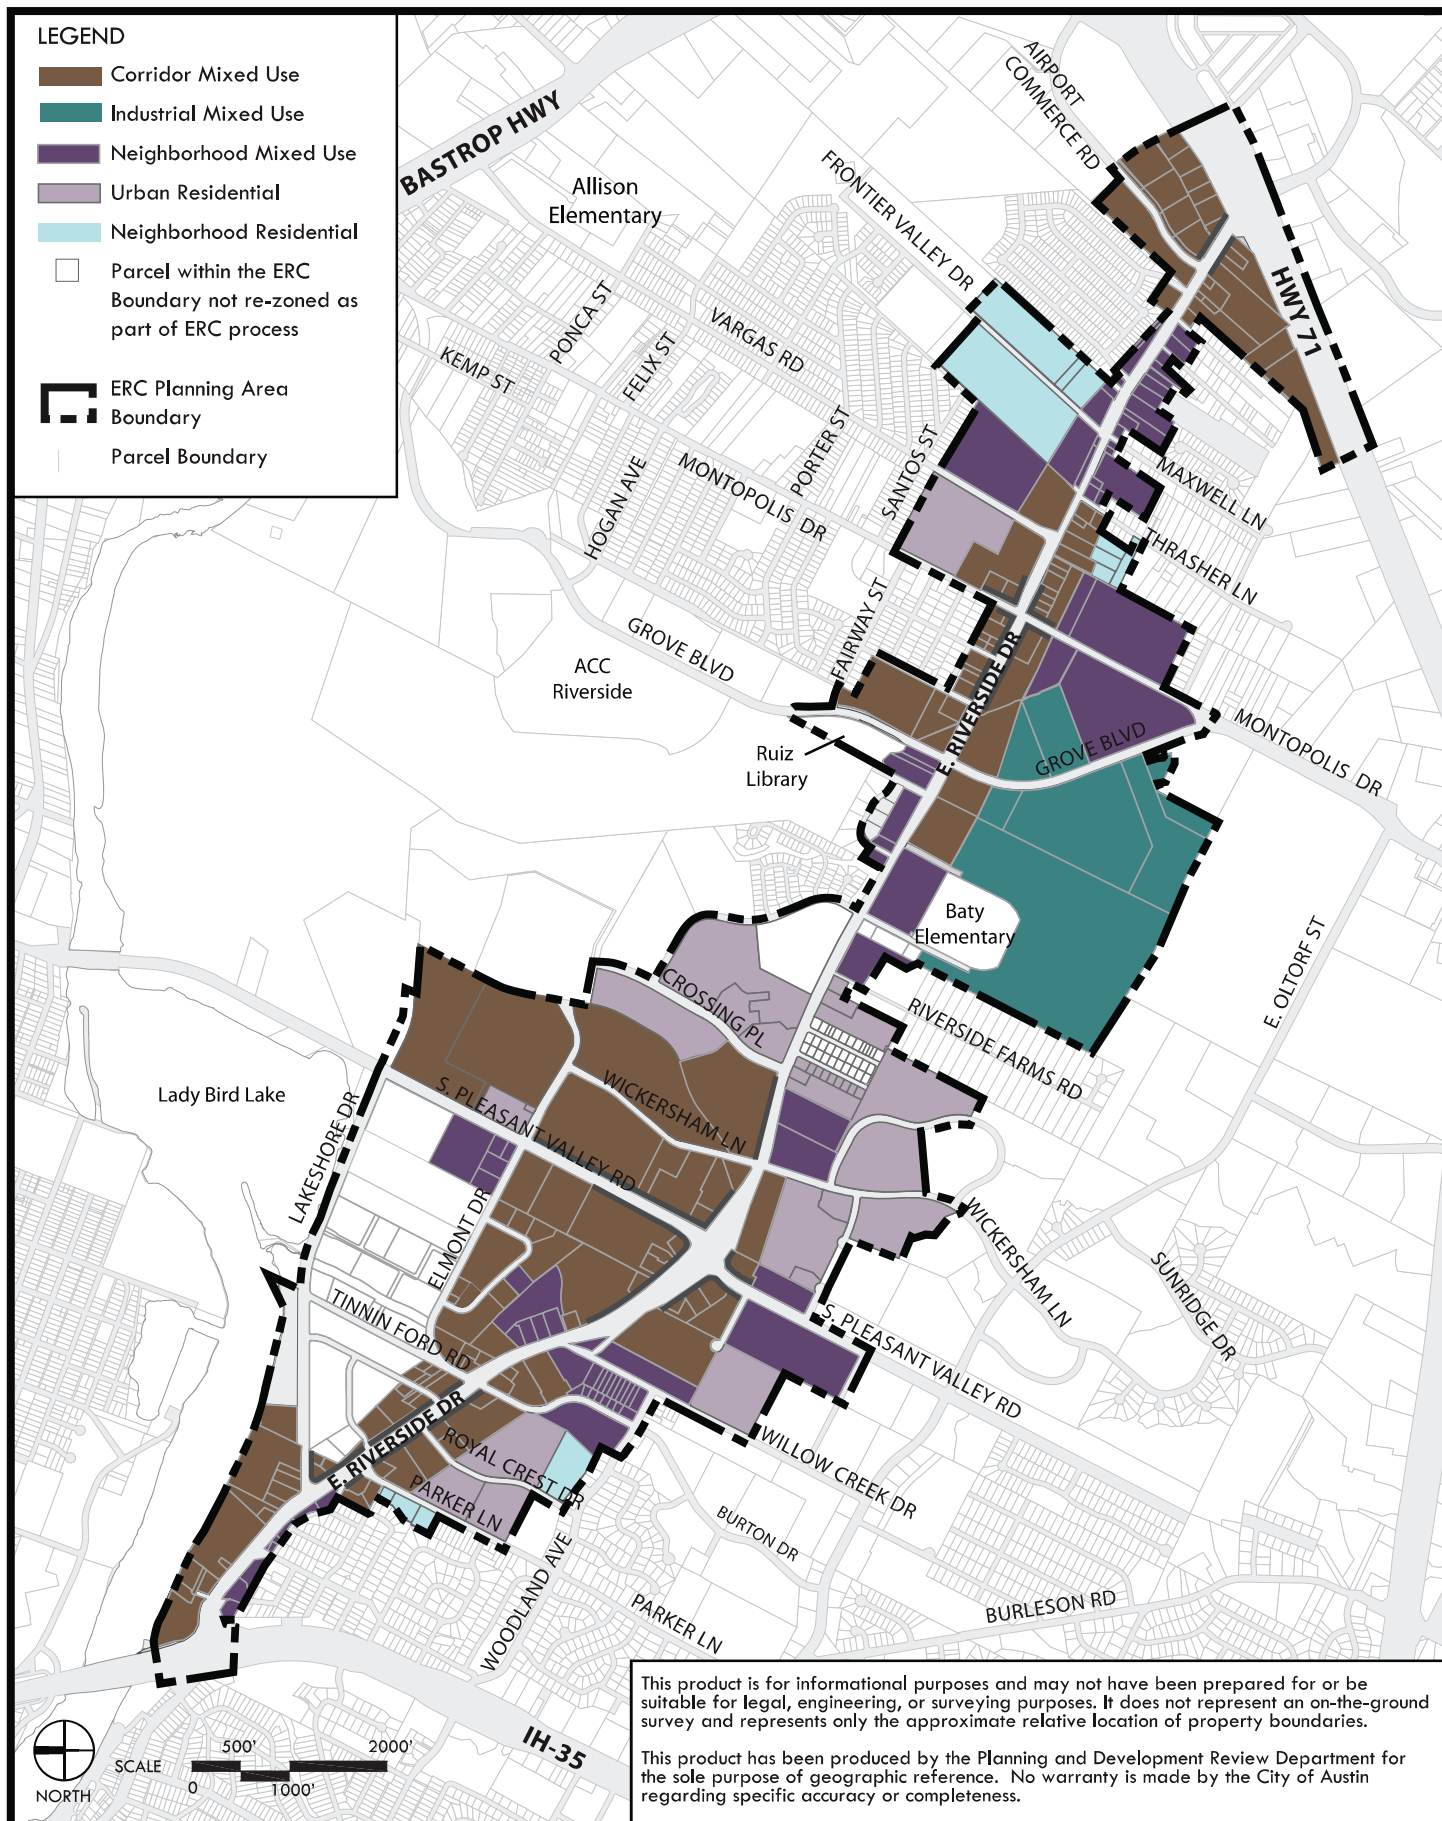 LEGEND
Corridor Mixed Use
Industrial Mixed Use
Neighborhood Mixed Use
Urban Residential
Neighborhood Residential
Parcel within the ERC
Boundary not re-zoned as
part of ERC process
ERC Planning Area
Boundary
Parcel Boundary
BASTROP HWY
AIRPORT
COMMERCE RD
Allison
Elementary
FRONTIER VALLEY DR
HWY 71
PONCA ST
VARGAS RD
FELIX ST
KEMP ST
PORTER ST
SANTOS ST
HOGAN AVE
MONTOPOLIS DR
MAXWELL LN
THRASHER LN
FAIRWAY ST
GROVE BLVD
ACC
Riverside
E. RIVERSIDE DR
Ruiz
Library
GROVE BLVD
MONTOPOLIS DR
Baty
Elementary
E. OLTORF ST
CROSSING PL
RIVERSIDE FARMS RD
Lady Bird Lake
LAKESHORE DR
S. PLEASANT VALLEY RD
WICKERSHAM LN
ELMONT DR
WICKERSHAM LN
SUNRIDGE DR
TINNIN FORD RD
S. PLEASANT VALLEY RD
E. RIVERSIDE DR
ROYAL CREST DR
PARKER LN
WILLOW CREEK DR
BURTON DR
WOODLAND AVE
PARKER LN
BURLESON RD
IH-35
NORTH
SCALE
500'
2000'
0
1000'
This product is for informational purposes and may not have been prepared for or be
suitable for legal, engineering, or surveying purposes. It does not represent an on-the-ground
survey and represents only the approximate relative location of property boundaries.
This product has been produced by the Planning and Development Review Department for
the sole purpose of geographic reference. No warranty is made by the City of Austin
regarding specific accuracy or completeness.